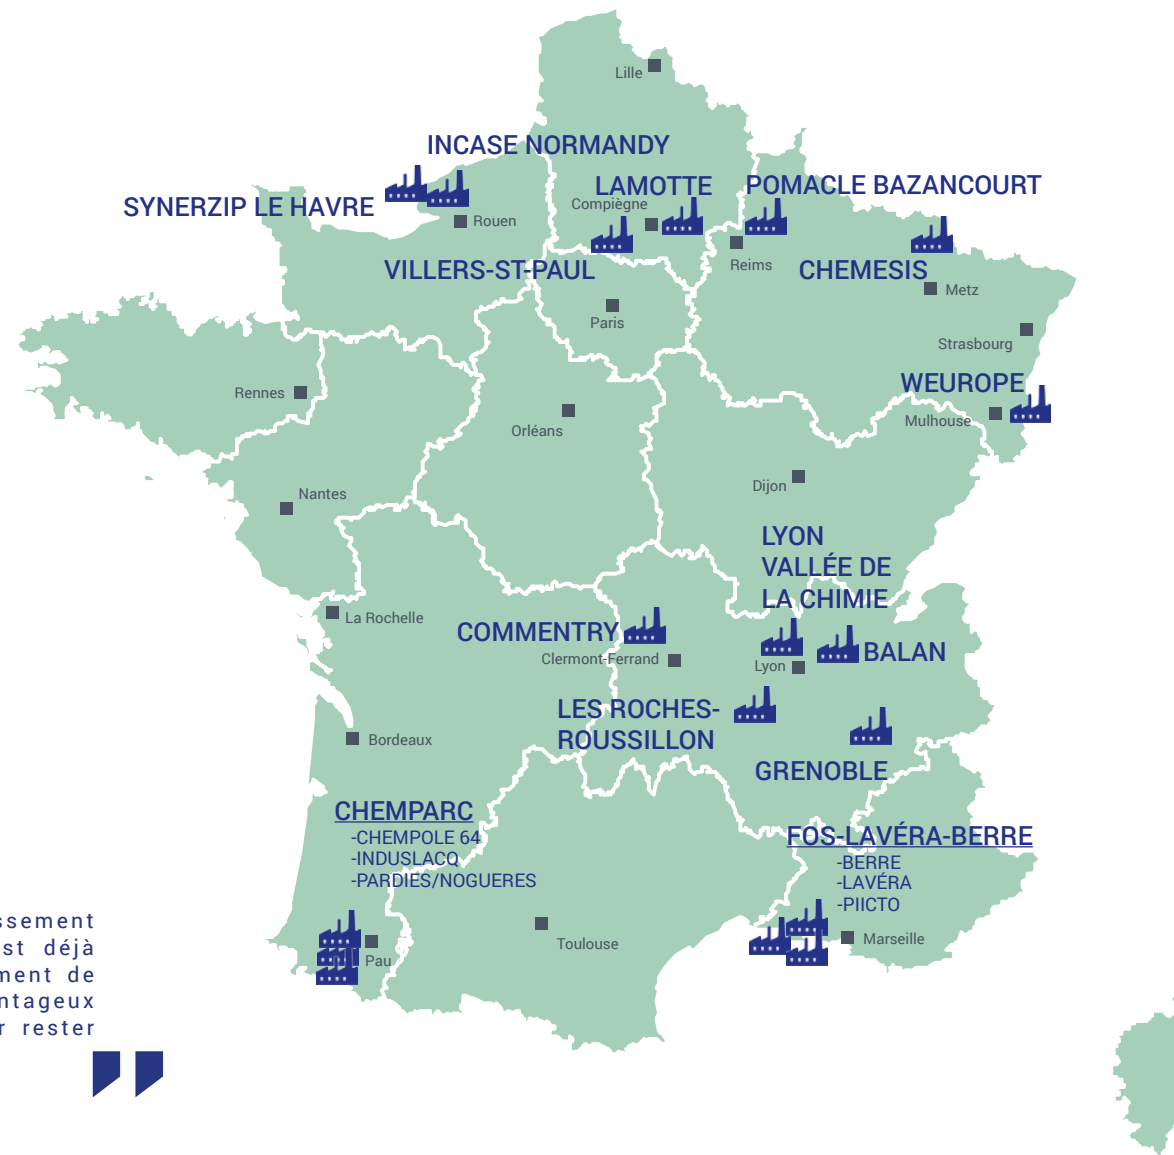 Lille
INCASE NORMANDY
LAMOTTE
POMACLE BAZANCOURT
SYNERZIP LE HAVRE
Compiègne
Rouen
VILLERS-ST-PAUL
Reims
CHEMESIS
Metz
Paris
Strasbourg
Rennes
WEUROPE
Mulhouse
Orléans
Dijon
Nantes
LYON
VALLÉE DE
LA CHIMIE
La Rochelle
COMMENTRY
Clermont-Ferrand
Lyon
BALAN
LES ROCHES-
ROUSSILLON
Bordeaux
GRENOBLE
CHEMPARC
-CHEMPOLE 64
-INDUSLACQ
-PARDIES/NOGUERES
FOS-LAVÉRA-BERRE
-BERRE
-LAVÉRA
-PIICTO
Toulouse
Marseille
Pau
ssement
st déjà
ment de
ntageux
r rester